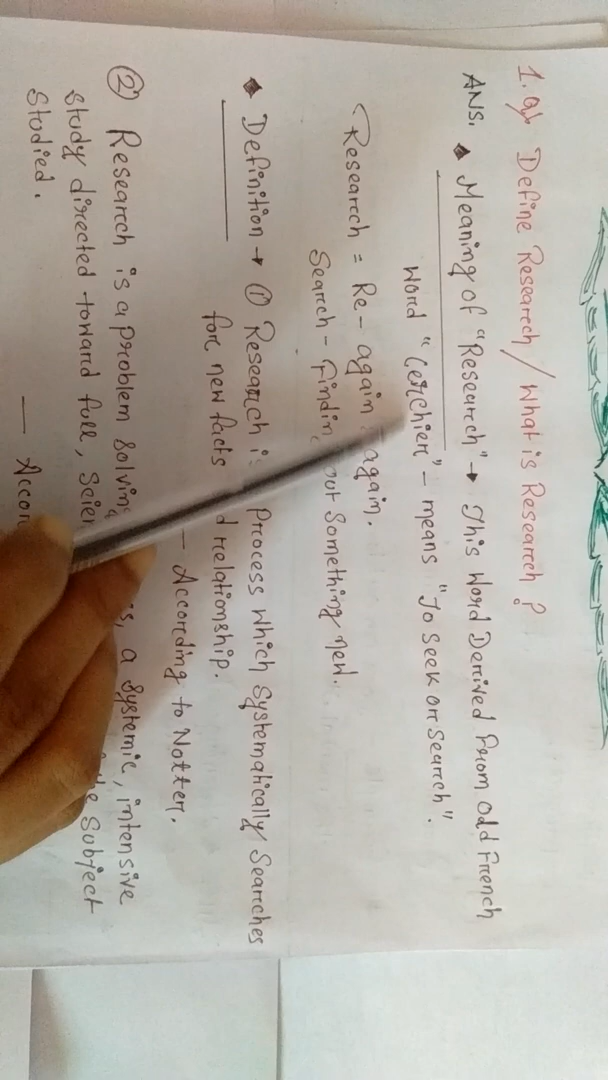 1. a) Define Research / What is Research ?
ANS. Meaning of "Research" → This Word Derived From odd French
Word "Cerchier" - means "To Seek or Search".
Research = Re - again again.
Search - Finding out Something new.
Definition → ① Research is Process which Systematically Searches
for new facts relationship.
— According to Notter.
② Research is a problem Solving a Systemic, intensive
Study directed toward full, the Subject
Studied.
—